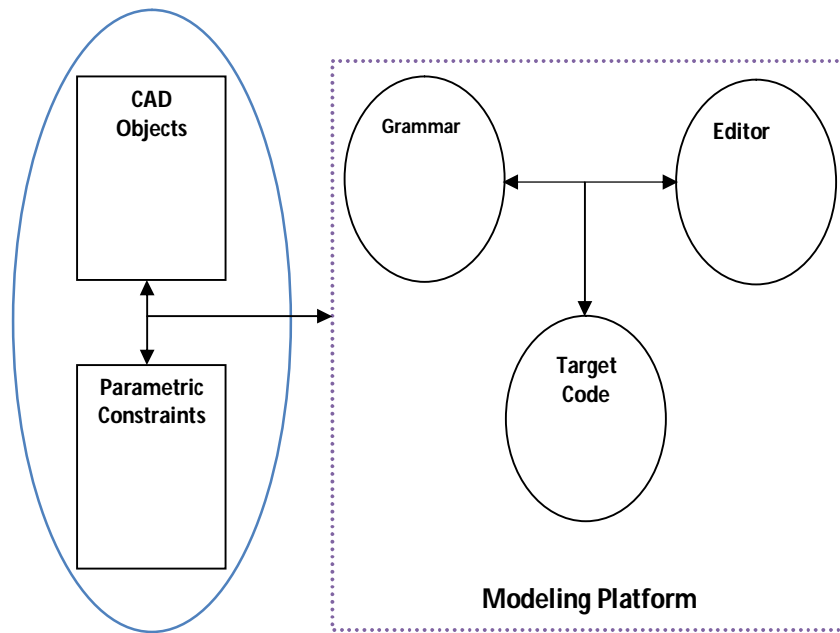 CAD
Objects
Parametric
Constraints
Grammar
Editor
Target
Code
Modeling Platform